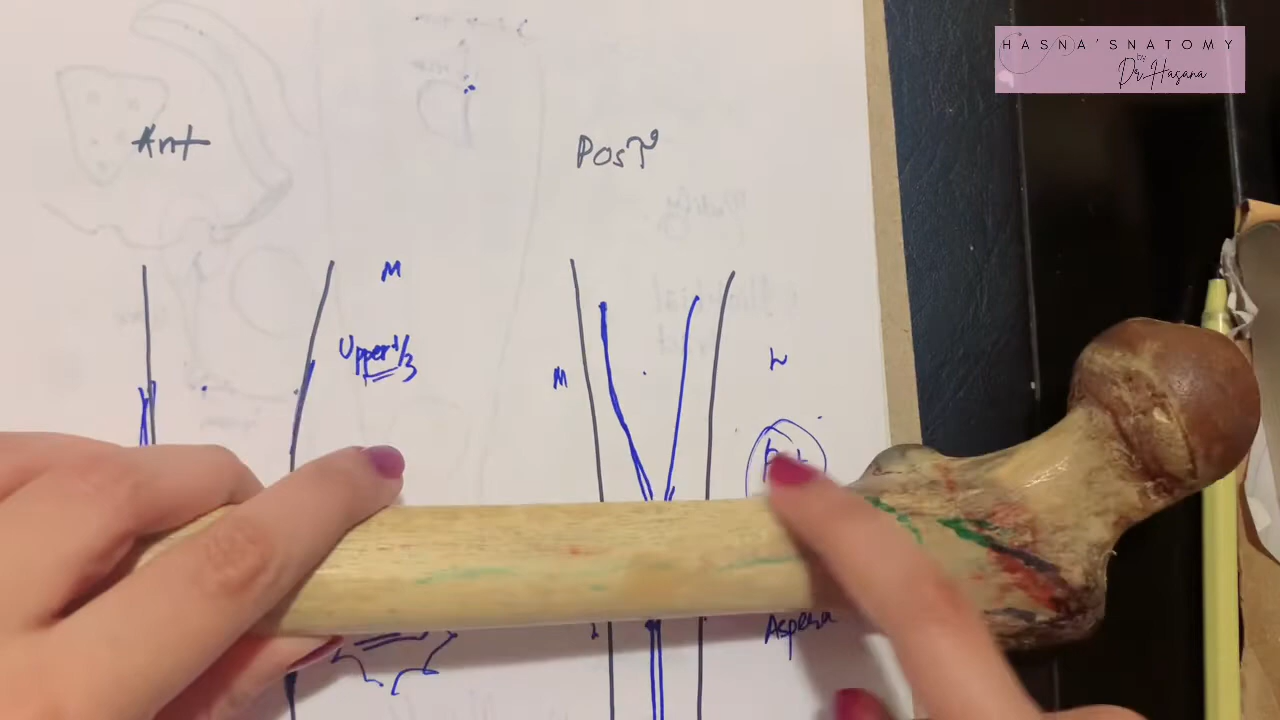 HASNA'SNATOMY
by
Dr.Hasana
Ant
Post
M
Upper 1/3
M
L
Aspera